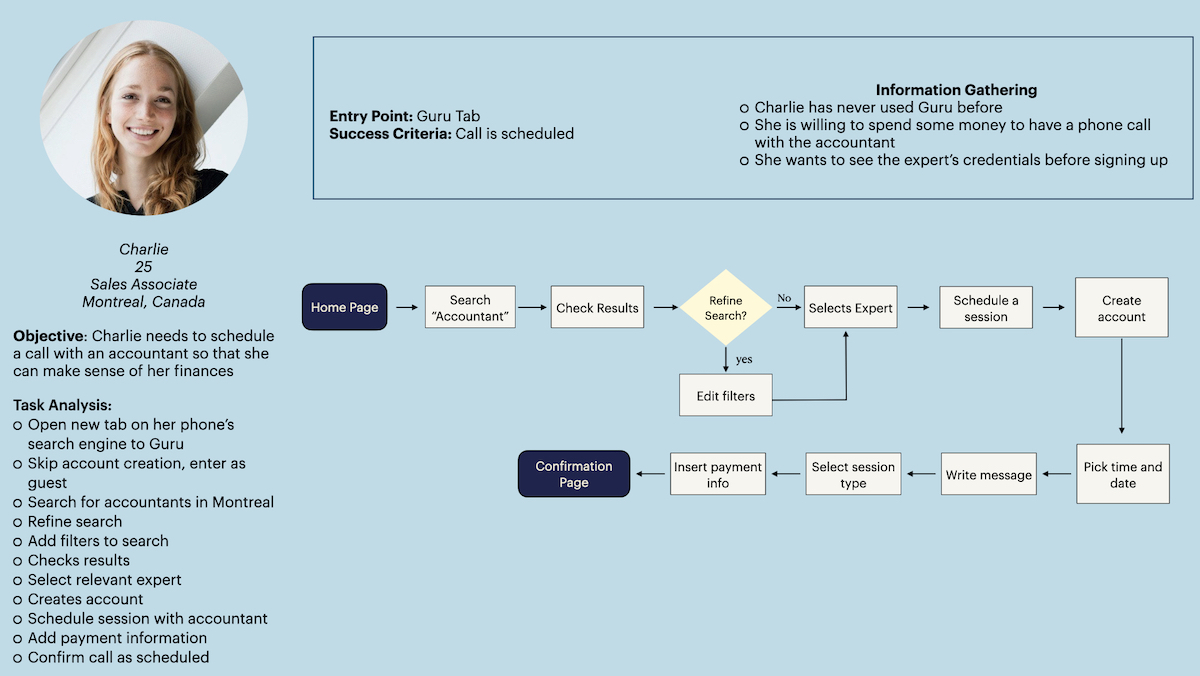 Entry Point: Guru Tab
Success Criteria: Call is scheduled
Information Gathering
Charlie has never used Guru before
She is willing to spend some money to have a phone call
with the accountant
She wants to see the expert's credentials before signing up
Charlie
25
Sales Associate
Montreal, Canada
Objective: Charlie needs to schedule
a call with an accountant so that she
can make sense of her finances
Task Analysis:
Open new tab on her phone's
search engine to Guru
Skip account creation, enter as
guest
Search for accountants in Montreal
Refine search
Add filters to search
Checks results
Select relevant expert
Creates account
Schedule session with accountant
Add payment information
Confirm call as scheduled
Home Page
Search
“Accountant”
Check Results
Refine
Search?
No
yes
Edit filters
Selects Expert
Schedule a
session
Create
account
Pick time and
date
Write message
Select session
type
Insert payment
info
Confirmation
Page